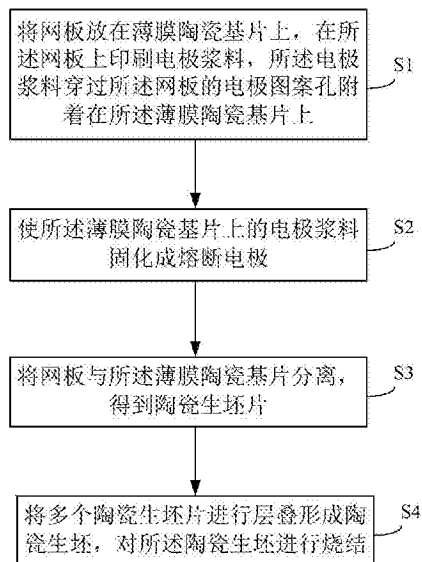 将网板放在薄膜陶瓷基片上，在所
述网板上印刷电极浆料，所述电极
浆料穿过所述网板的电极图案孔附
着在所述薄膜陶瓷基片上
S1
使所述薄膜陶瓷基片上的电极浆料
固化成熔断电极
S2
将网板与所述薄膜陶瓷基片分离，
得到陶瓷生坯片
S3
将多个陶瓷生坯片进行层叠形成陶
瓷生坯，对所述陶瓷生坯进行烧结
S4